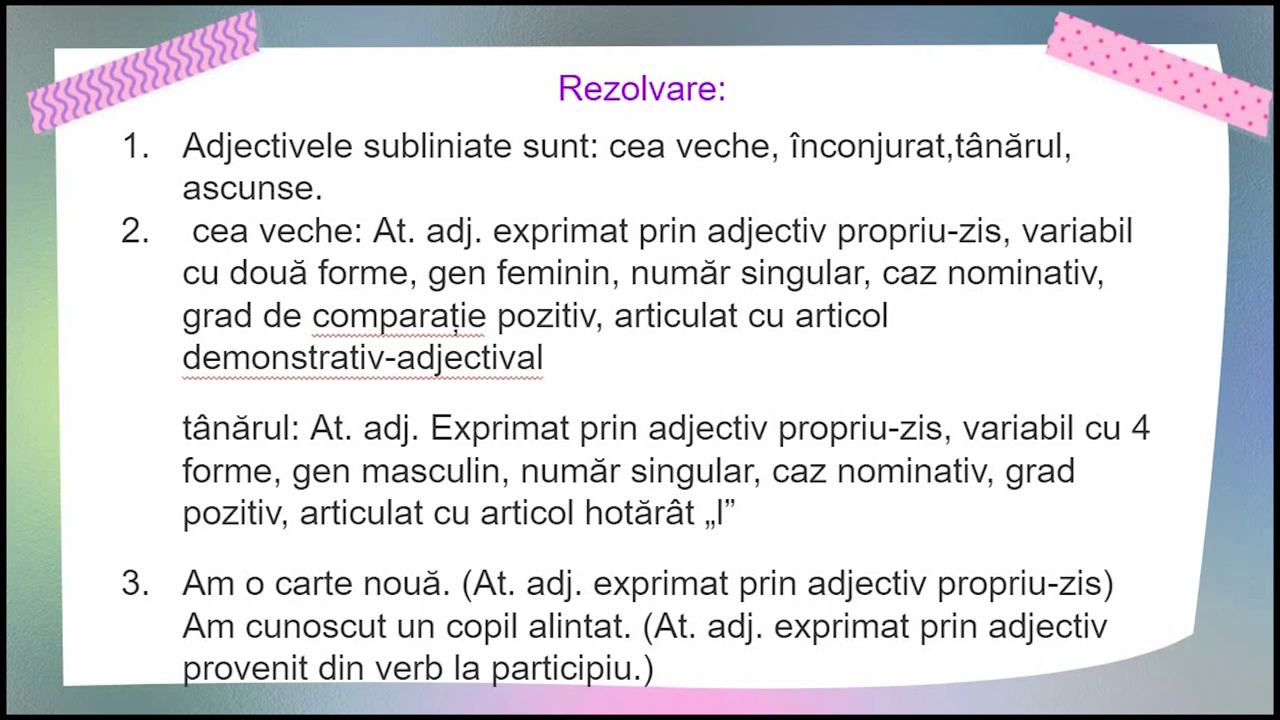 Rezolvare:
1. Adjectivele subliniate sunt: cea veche, înconjurat,tânărul,
ascunse.
2. cea veche: At. adj. exprimat prin adjectiv propriu-zis, variabil
cu două forme, gen feminin, număr singular, caz nominativ,
grad de comparație pozitiv, articulat cu articol
demonstrativ-adjectival
tânărul: At. adj. Exprimat prin adjectiv propriu-zis, variabil cu 4
forme, gen masculin, număr singular, caz nominativ, grad
pozitiv, articulat cu articol hotărât „l”
3. Am o carte nouă. (At. adj. exprimat prin adjectiv propriu-zis)
Am cunoscut un copil alintat. (At. adj. exprimat prin adjectiv
provenit din verb la participiu.)